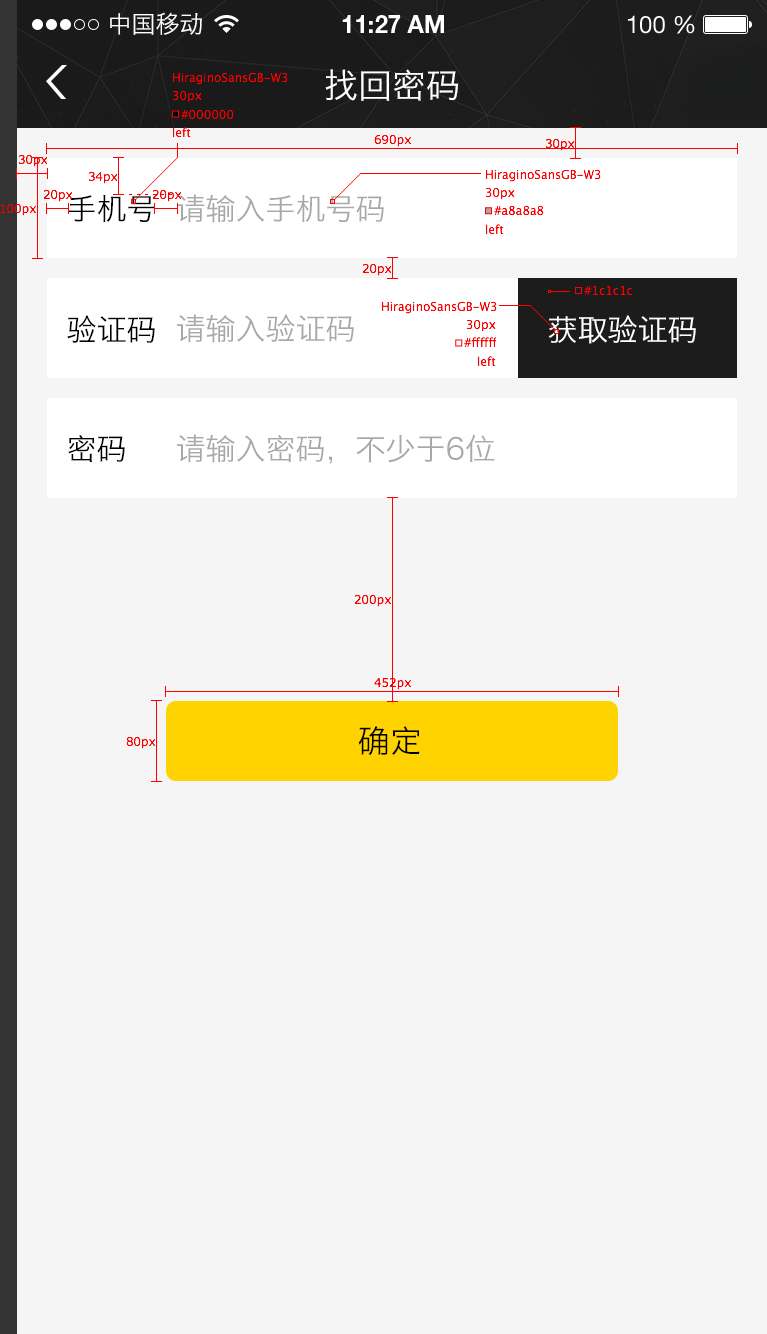 中国移动 11:27 AM 100 %
找回密码
HiraginoSansGB-W3
30px
#000000
left
690px
30px
30px
34px
20px
20px
100px
手机号 请输入手机号码
HiraginoSansGB-W3
30px
#a8a8a8
left
20px
验证码 请输入验证码
HiraginoSansGB-W3
30px
#ffffff
left
#1c1c1c
获取验证码
密码 请输入密码，不少于6位
200px
452px
80px
确定